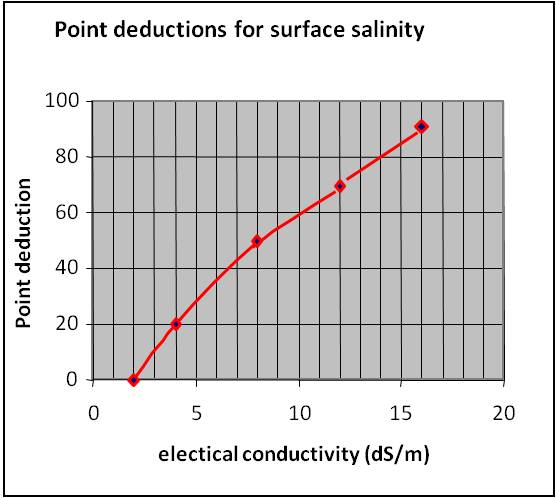 Point deductions for surface salinity
100
80
60
40
20
0
Point deduction
0 5 10 15 20
electical conductivity (dS/m)